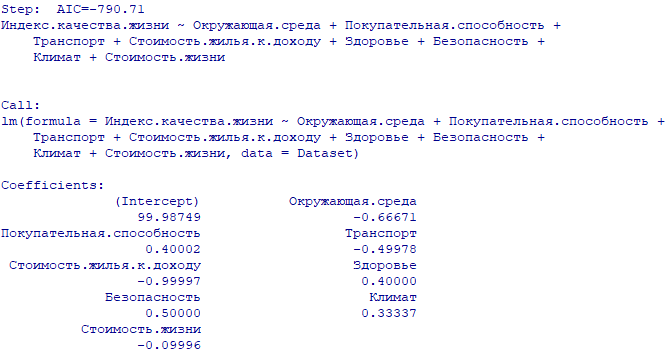 Step:  AIC=-790.71
Индекс.качества.жизни ~ Окружающая.среда + Покупательная.способность +
    Транспорт + Стоимость.жилья.к.доходу + Здоровье + Безопасность +
    Климат + Стоимость.жизни
Call:
lm(formula = Индекс.качества.жизни ~ Окружающая.среда + Покупательная.способность +
    Транспорт + Стоимость.жилья.к.доходу + Здоровье + Безопасность +
    Климат + Стоимость.жизни, data = Dataset)
Coefficients:
              (Intercept)           Окружающая.среда
                 99.98749                   -0.66671
Покупательная.способность                  Транспорт
                  0.40002                   -0.49978
 Стоимость.жилья.к.доходу                   Здоровье
                 -0.99997                    0.40000
             Безопасность                     Климат
                  0.50000                    0.33337
          Стоимость.жизни
                 -0.09996